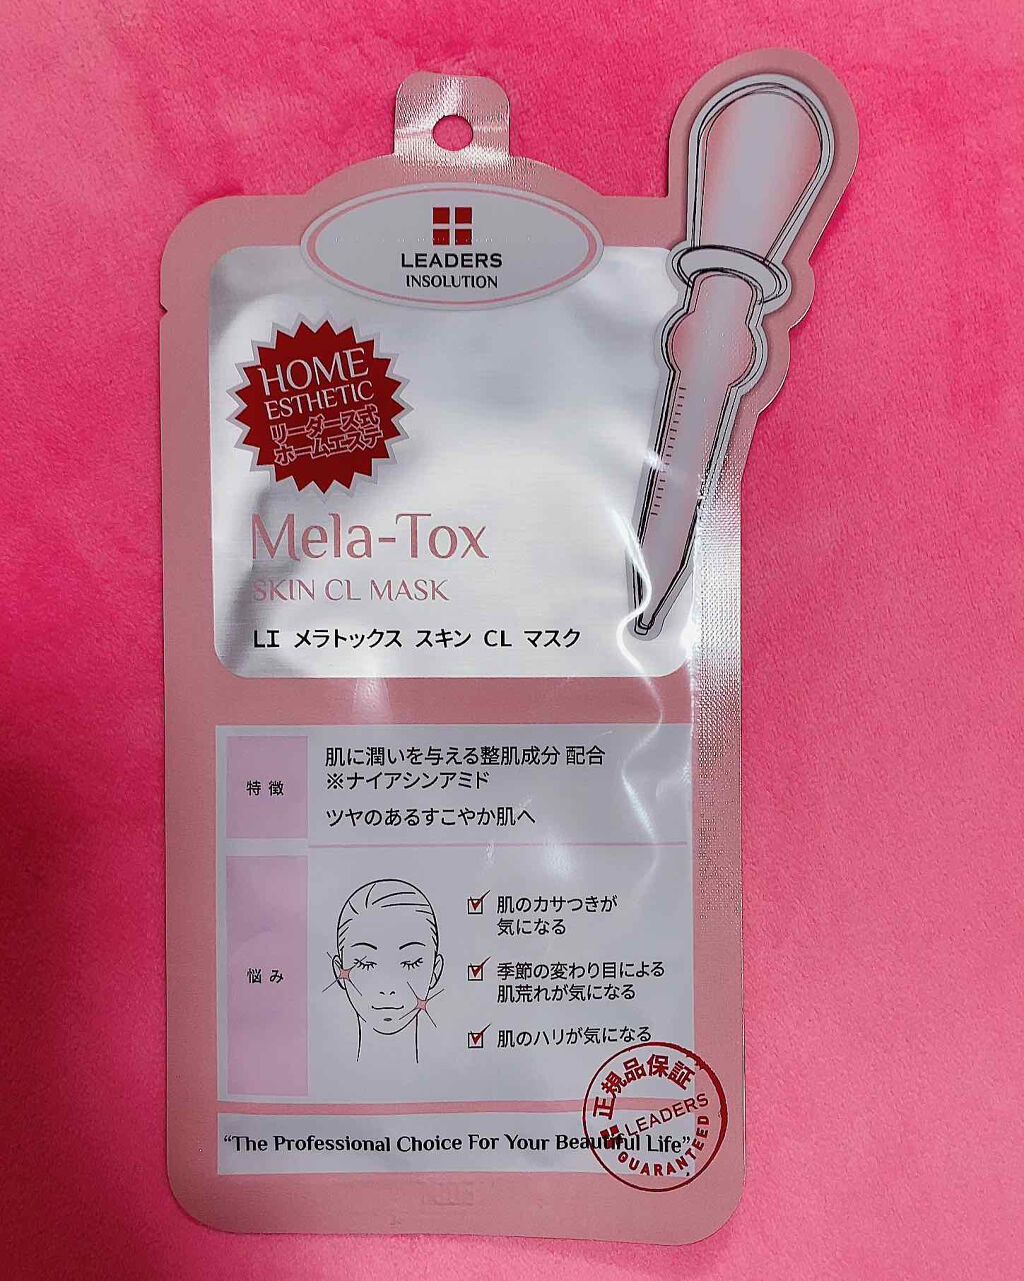 LEADERS
INSOLUTION
HOME
ESTHETIC
リーダース式
ホームエステ
Mela-Tox
SKIN CL MASK
LI メラトックス スキン CL マスク
特徴
肌に潤いを与える整肌成分 配合
※ナイアシンアミド
ツヤのあるすこやか肌へ
悩み
肌のカサつきが
気になる
季節の変わり目による
肌荒れが気になる
肌のハリが気になる
正規品保証
LEADERS
GUARANTEED
“The Professional Choice For Your Beautiful Life”